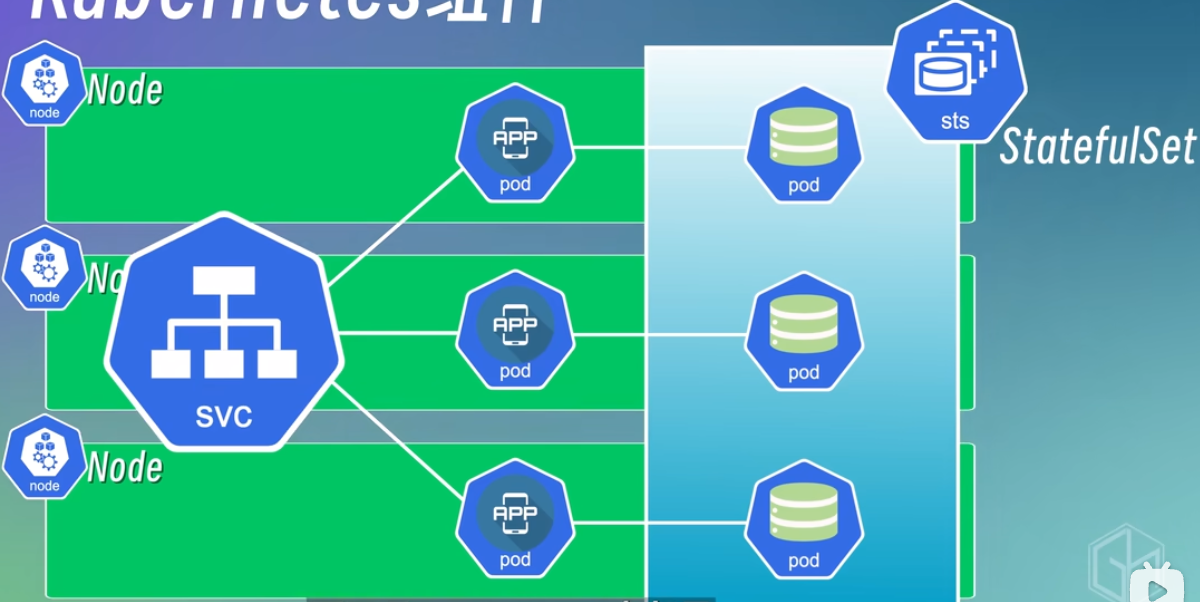 Kubernetes组件
node
Node
APP
pod
pod
sts
StatefulSet
node
svc
APP
pod
pod
node
Node
APP
pod
pod